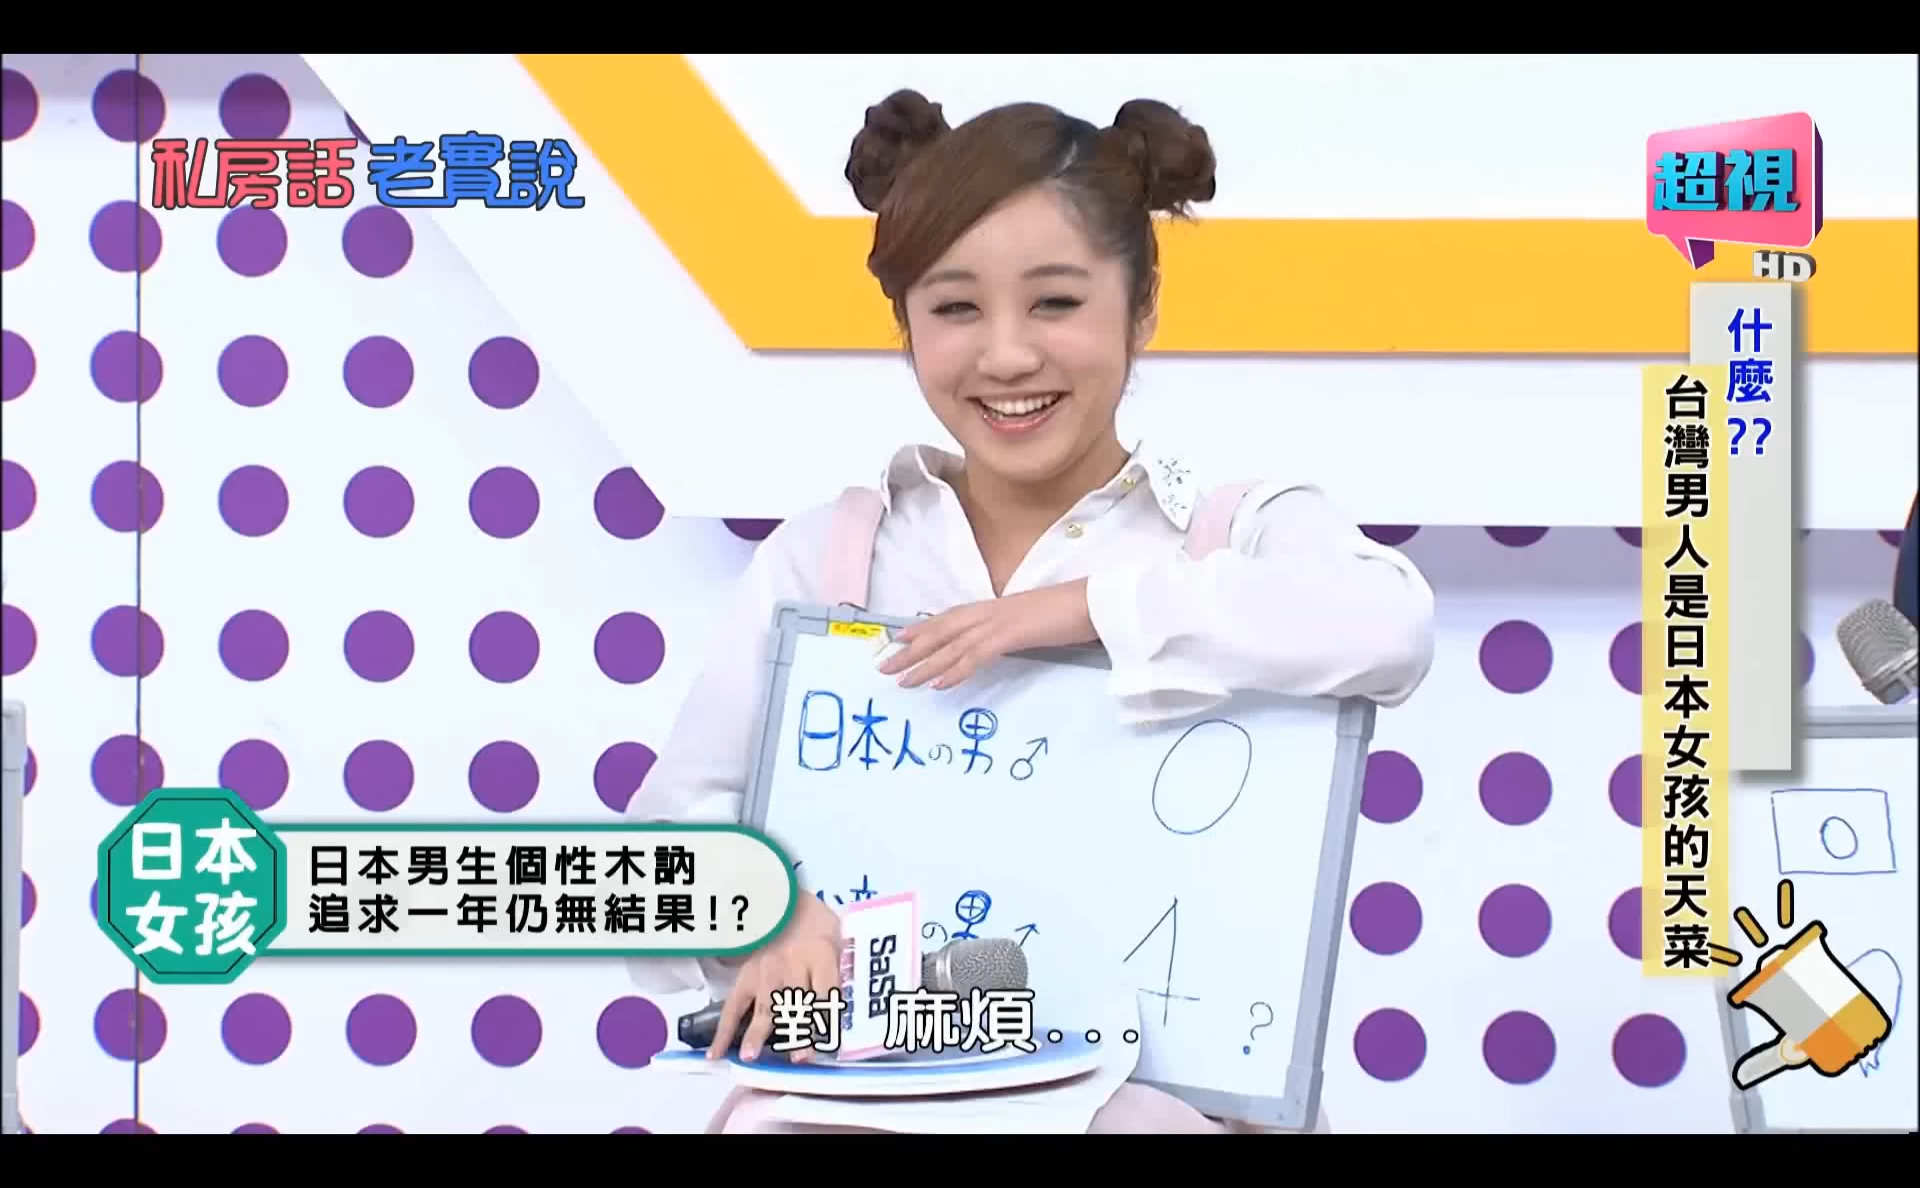 私房話老實說
超視
HD
什麼??
台灣男人是日本女孩的天菜
日本人の男♂ 0
の男♂ 1
?
日本女孩
日本男生個性木訥
追求一年仍無結果!?
SaSa
對 麻煩...